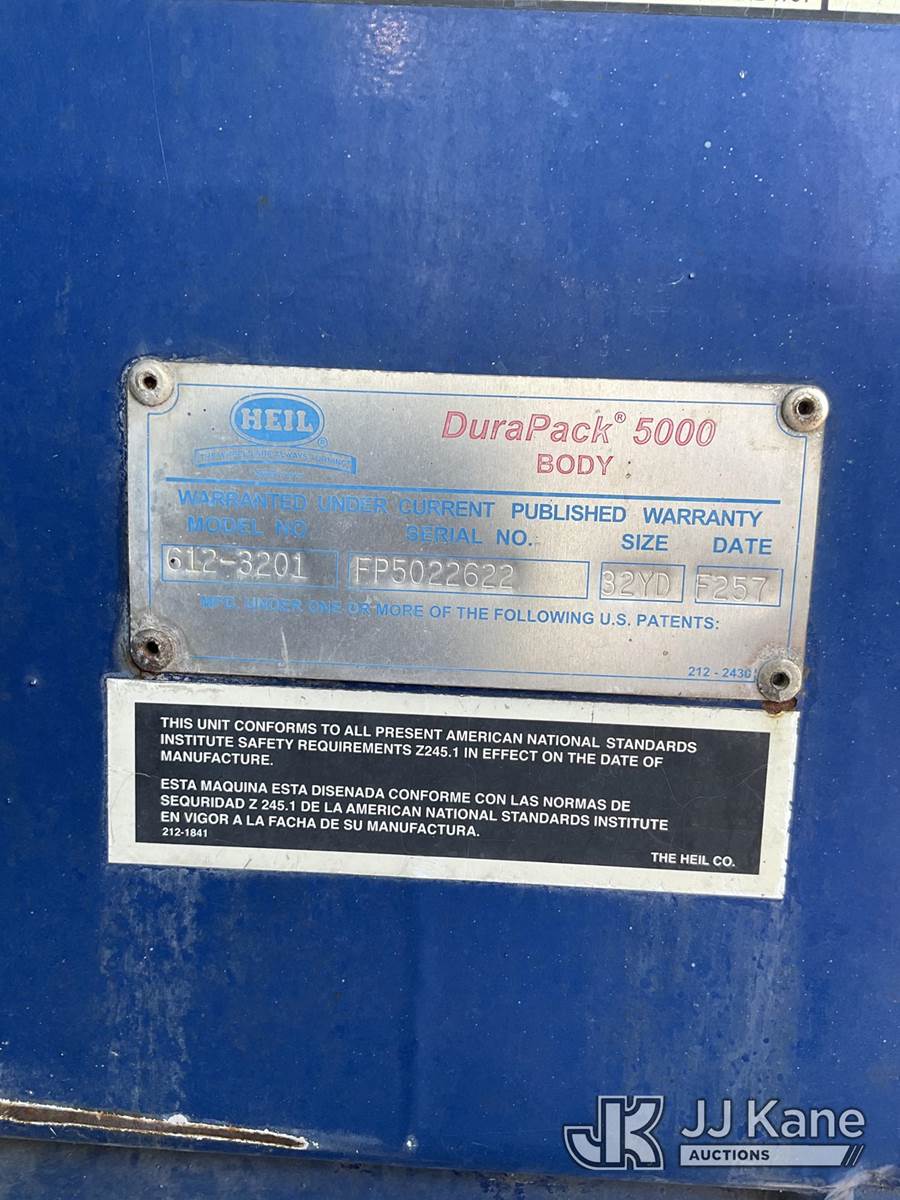 HEIL
®
DuraPack® 5000
BODY
WARRANTED UNDER CURRENT PUBLISHED WARRANTY
MODEL NO. SERIAL NO. SIZE DATE
612-3201 FP5022622 32YD F257
MFD. UNDER ONE OR MORE OF THE FOLLOWING U.S. PATENTS:
212 - 2430
THIS UNIT CONFORMS TO ALL PRESENT AMERICAN NATIONAL STANDARDS
INSTITUTE SAFETY REQUIREMENTS Z245.1 IN EFFECT ON THE DATE OF
MANUFACTURE.
ESTA MAQUINA ESTA DISENADA CONFORME CON LAS NORMAS DE
SEQURIDAD Z 245.1 DE LA AMERICAN NATIONAL STANDARDS INSTITUTE
EN VIGOR A LA FACHA DE SU MANUFACTURA.
212-1841
THE HEIL CO.
JK JJ Kane
AUCTIONS